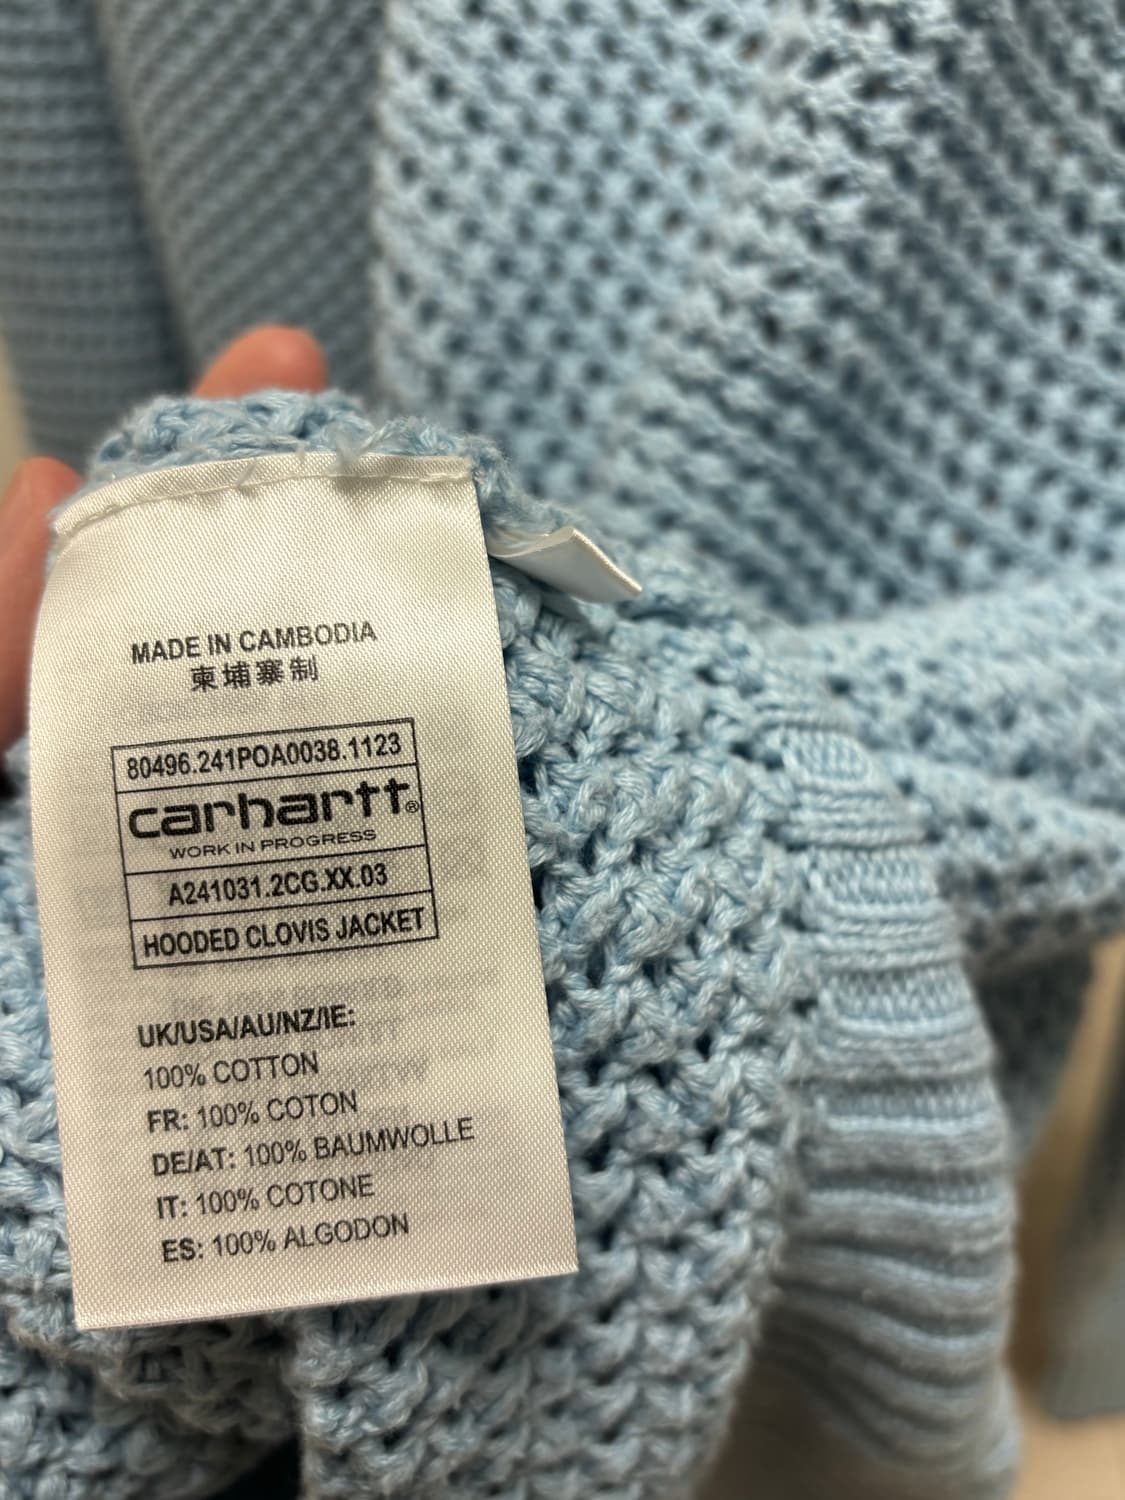 MADE IN CAMBODIA
柬埔寨制
80496.241POA0038.1123
carhartt®
WORK IN PROGRESS
A241031.2CG.XX.03
HOODED CLOVIS JACKET
UK/USA/AU/NZ/IE:
100% COTTON
FR: 100% COTON
DE/AT: 100% BAUMWOLLE
IT: 100% COTONE
ES: 100% ALGODON